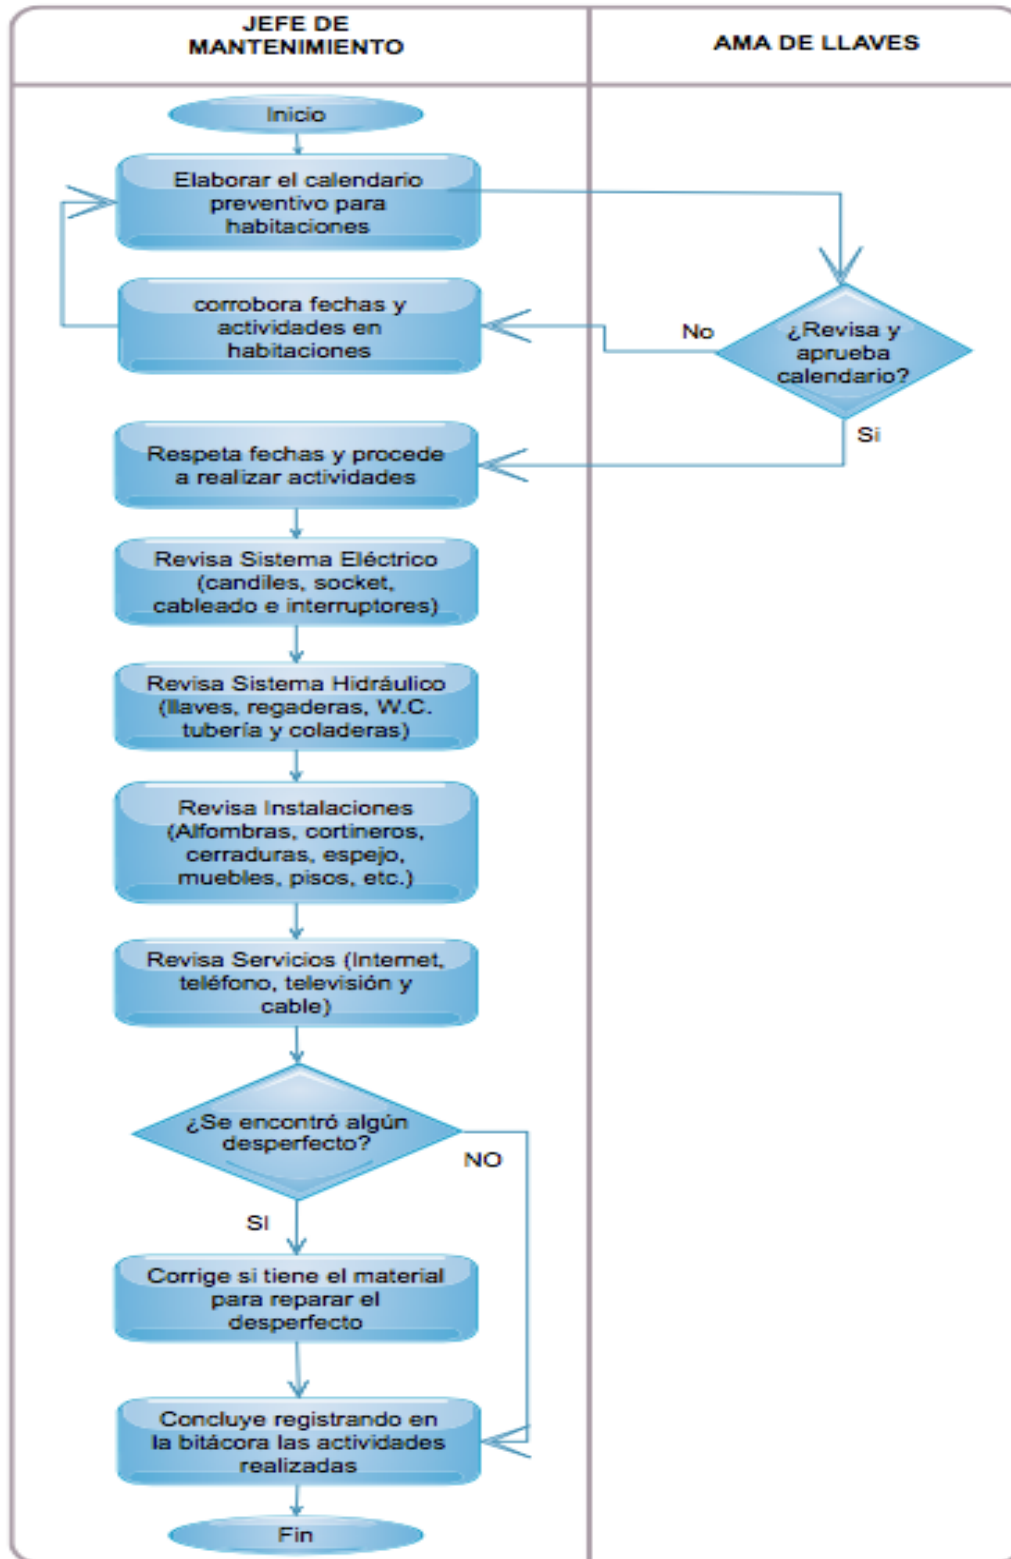 JEFE DE
MANTENIMIENTO
AMA DE LLAVES
Inicio
Elaborar el calendario
preventivo para
habitaciones
corrobora fechas y
actividades en
habitaciones
No
¿Revisa y
aprueba
calendario?
Si
Respeta fechas y procede
a realizar actividades
Revisa Sistema Eléctrico
(candiles, socket,
cableado e interruptores)
Revisa Sistema Hidráulico
(llaves, regaderas, W.C.
tubería y coladeras)
Revisa Instalaciones
(Alfombras, cortineros,
cerraduras, espejo,
muebles, pisos, etc.)
Revisa Servicios (Internet,
teléfono, televisión y
cable)
¿Se encontró algún
desperfecto?
NO
SI
Corrige si tiene el material
para reparar el
desperfecto
Concluye registrando en
la bitácora las actividades
realizadas
Fin